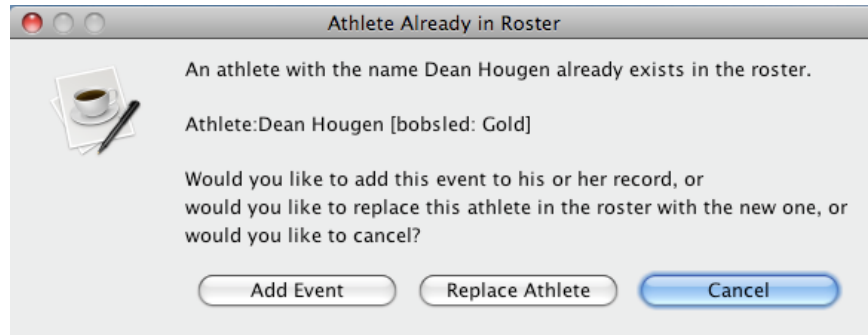 Athlete Already in Roster
An athlete with the name Dean Hougen already exists in the roster.
Athlete:Dean Hougen [bobsled: Gold]
Would you like to add this event to his or her record, or
would you like to replace this athlete in the roster with the new one, or
would you like to cancel?
Add Event Replace Athlete Cancel